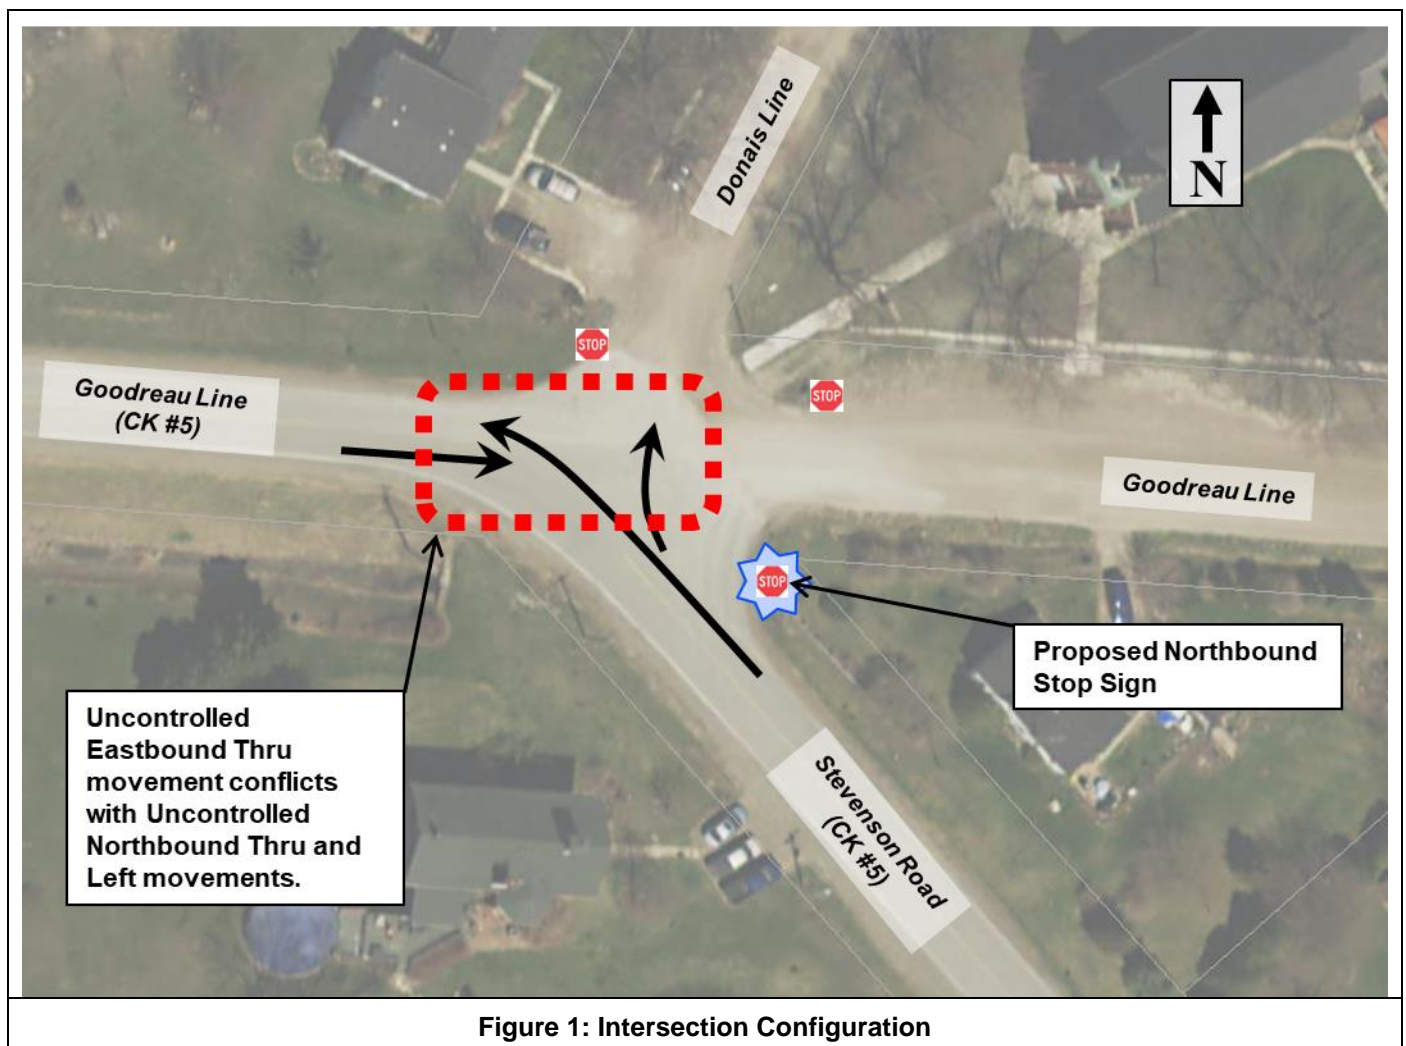 Donais Line
N
STOP
Goodreau Line
(CK #5)
STOP
Goodreau Line
STOP
Proposed Northbound
Stop Sign
Uncontrolled
Eastbound Thru
movement conflicts
with Uncontrolled
Northbound Thru and
Left movements.
Stevenson Road
(CK #5)
Figure 1: Intersection Configuration